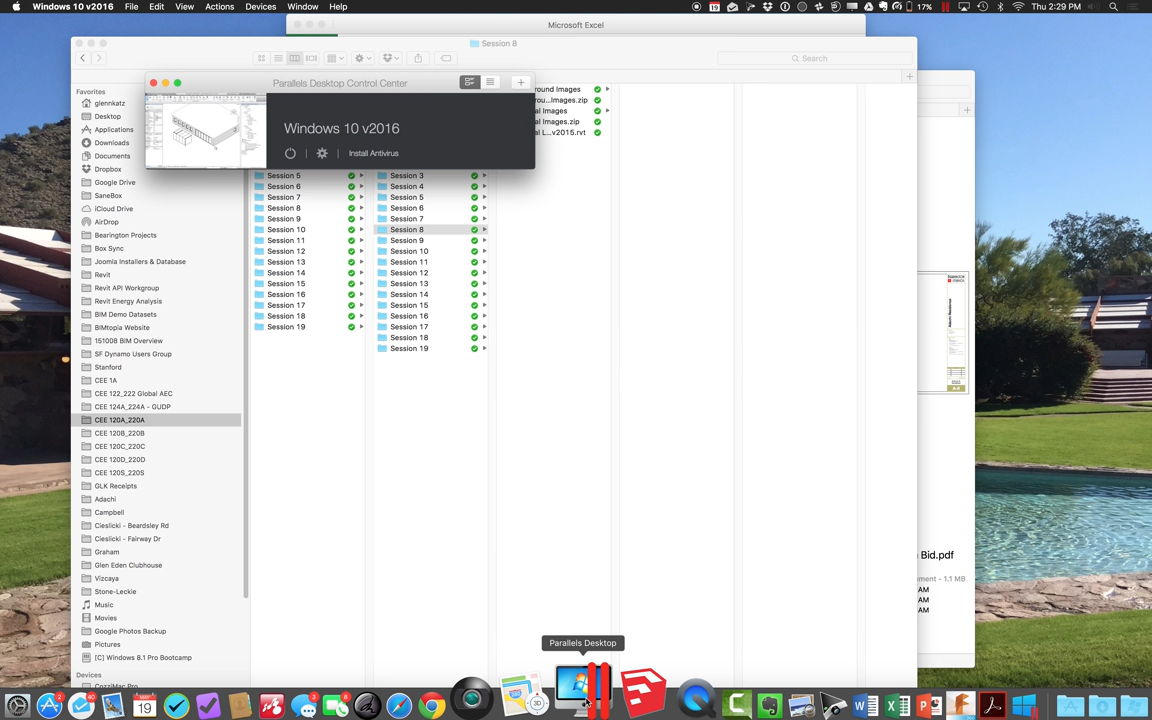 Windows 10 v2016 File Edit View Actions Devices Window Help
19 17% Thu 2:29 PM
Microsoft Excel
Session 8
Search
Parallels Desktop Control Center
Windows 10 v2016
Install Antivirus
Favorites
glennkatz
Desktop
Applications
Downloads
Documents
Dropbox
Google Drive
SaneBox
iCloud Drive
AirDrop
Bearington Projects
Box Sync
Joomla Installers & Database
Revit
Revit API Workgroup
Revit Energy Analysis
BIM Demo Datasets
BIMtopia Website
151008 BIM Overview
SF Dynamo Users Group
Stanford
CEE 1A
CEE 122_222 Global AEC
CEE 124A_224A - GUDP
CEE 120A_220A
CEE 120B_220B
CEE 120C_220C
CEE 120D_220D
CEE 120S_220S
GLK Receipts
Adachi
Campbell
Cieslicki - Beardsley Rd
Cieslicki - Fairway Dr
Graham
Glen Eden Clubhouse
Vizcaya
Stone-Leckie
Music
Movies
Google Photos Backup
Pictures
[C] Windows 8.1 Pro Bootcamp
Devices
Session 5
Session 6
Session 7
Session 8
Session 9
Session 10
Session 11
Session 12
Session 13
Session 14
Session 15
Session 16
Session 17
Session 18
Session 19
Session 3
Session 4
Session 5
Session 6
Session 7
Session 8
Session 9
Session 10
Session 11
Session 12
Session 13
Session 14
Session 15
Session 16
Session 17
Session 18
Session 19
round Images
rou...Images.zip
al Images
al Images.zip
al L...v2015.rvt
Bid.pdf
ument - 1.1 MB
AM
AM
AM
Parallels Desktop